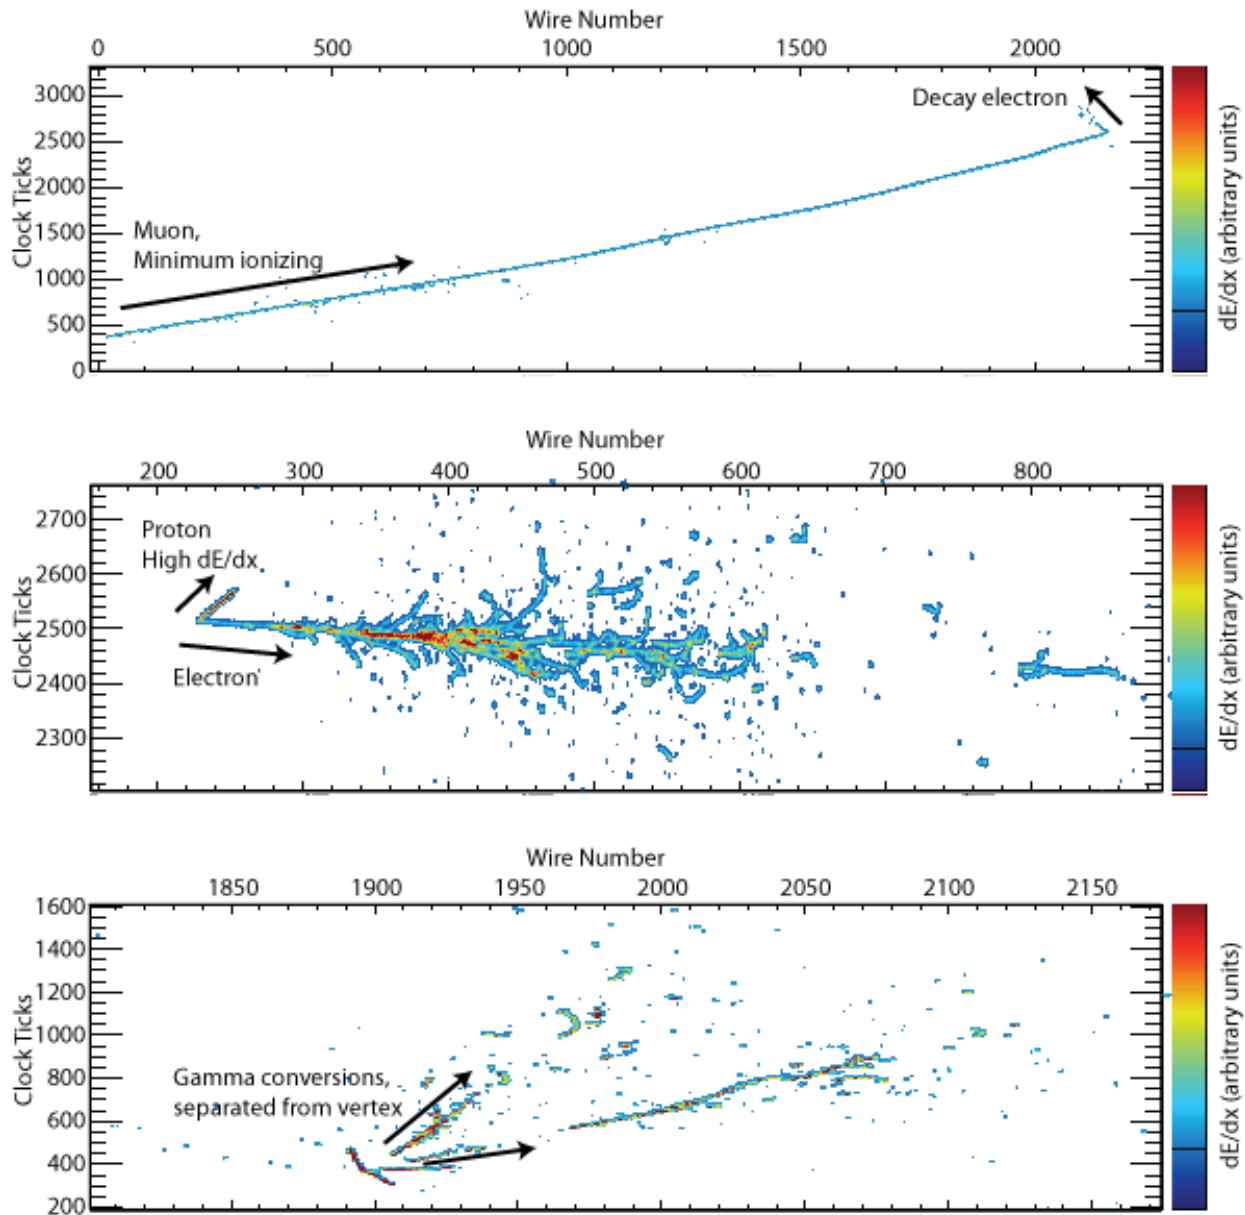 Wire Number
0 500 1000 1500 2000
3000
2500
2000
1500
1000
500
0
Clock Ticks
Decay electron
Muon,
Minimum ionizing
dE/dx (arbitrary units)
Wire Number
200 300 400 500 600 700 800
2700
2600
2500
2400
2300
Clock Ticks
Proton
High dE/dx
Electron
dE/dx (arbitrary units)
Wire Number
1850 1900 1950 2000 2050 2100 2150
1600
1400
1200
1000
800
600
400
200
Clock Ticks
Gamma conversions,
separated from vertex
dE/dx (arbitrary units)